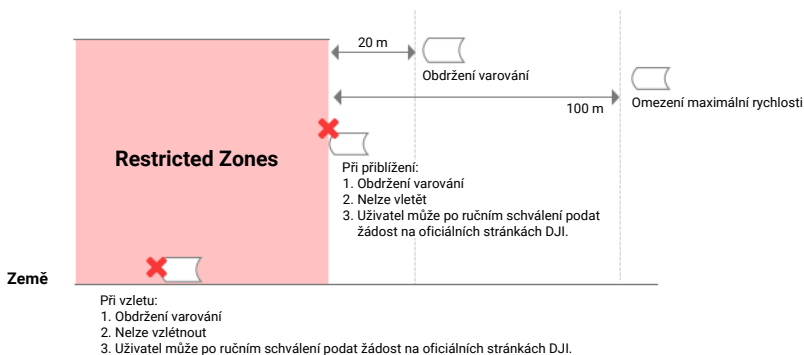 20 m
Obdržení varování
100 m
Omezení maximální rychlosti
Restricted Zones
Při přiblížení:
1. Obdržení varování
2. Nelze vletět
3. Uživatel může po ručním schválení podat
žádost na oficiálních stránkách DJI.
Země
Při vzletu:
1. Obdržení varování
2. Nelze vzlétnout
3. Uživatel může po ručním schválení podat žádost na oficiálních stránkách DJI.